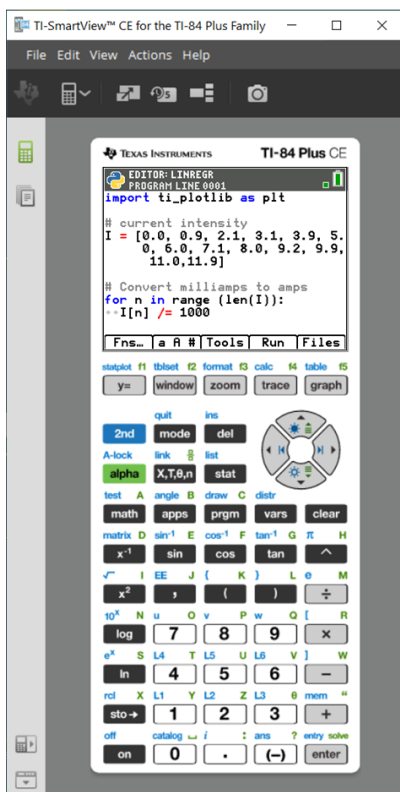 TI-SmartView™ CE for the TI-84 Plus Family
File Edit View Actions Help
TEXAS INSTRUMENTS TI-84 Plus CE
EDITOR: LINREGR
PROGRAM LINE 0001
import ti_plotlib as plt
# current intensity
I = [0.0, 0.9, 2.1, 3.1, 3.9, 5.
0, 6.0, 7.1, 8.0, 9.2, 9.9,
11.0,11.9]
# Convert milliamps to amps
for n in range (len(I)):
··I[n] /= 1000
Fns… a A # Tools Run Files
statplot f1 tblset f2 format f3 calc f4 table f5
y= window zoom trace graph
quit ins
2nd mode del
A-lock link list
alpha X,T,θ,n stat
test A angle B draw C distr
math apps prgm vars clear
matrix D sin⁻¹ E cos⁻¹ F tan⁻¹ G π H
x⁻¹ sin cos tan ^
√ I EE J { K } L e M
x² , ( ) ÷
10ˣ N u O v P w Q [ R
log 7 8 9 ×
eˣ S L4 T L5 U L6 V ] W
ln 4 5 6 −
rcl X L1 Y L2 Z L3 θ mem "
sto→ 1 2 3 +
off catalog ⎵ i : ans ? entry solve
on 0 . (−) enter